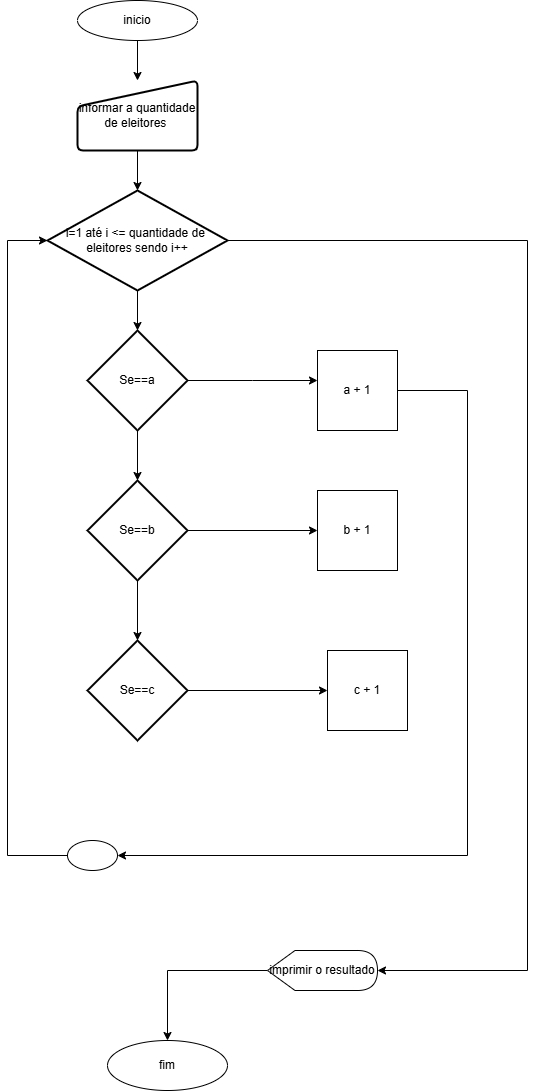 inicio
informar a quantidade
de eleitores
i=1 até i <= quantidade de
eleitores sendo i++
Se==a
a + 1
Se==b
b + 1
Se==c
c + 1
imprimir o resultado
fim